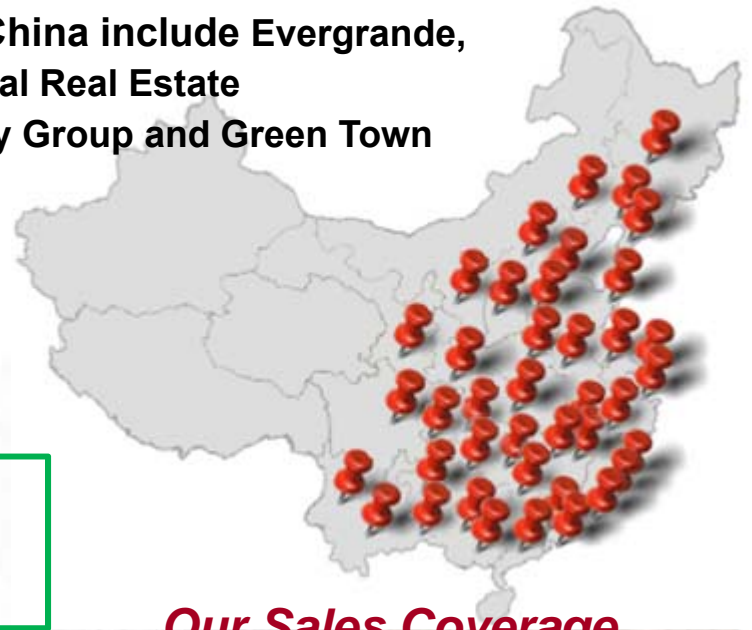 China include Evergrande,
al Real Estate
y Group and Green Town
Our Sales Coverage